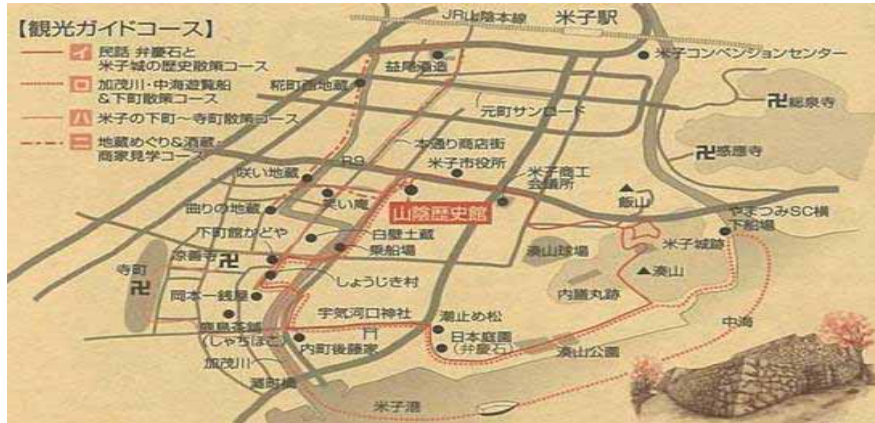 【観光ガイドコース】
イ 民話 弁慶石と
米子城の歴史散策コース
ロ 加茂川・中海遊覧船
&下町散策コース
ハ 米子の下町~寺町散策コース
ニ 地蔵めぐり&酒蔵・
商家見学コース
JR山陰本線
米子駅
益尾酒造
米子コンベンションセンター
糀町西地蔵
元町サンロード
卍総泉寺
本通り商店街
卍感應寺
R9
米子市役所
咲い地蔵
米子商工
会議所
笑い庵
飯山
曲りの地蔵
山陰歴史館
やまつみSC横
下船場
下町館かどや
白壁土蔵
乗船場
湊山球場
米子城跡
凉善寺卍
湊山
寺町
卍
しょうじき村
内膳丸跡
岡本一銭屋
宇気河口神社
潮止め松
中海
鹿島茶舗
(しゃちほこ)
日本庭園
(弁慶石)
内町後藤家
湊山公園
加茂川
灘町橋
米子港